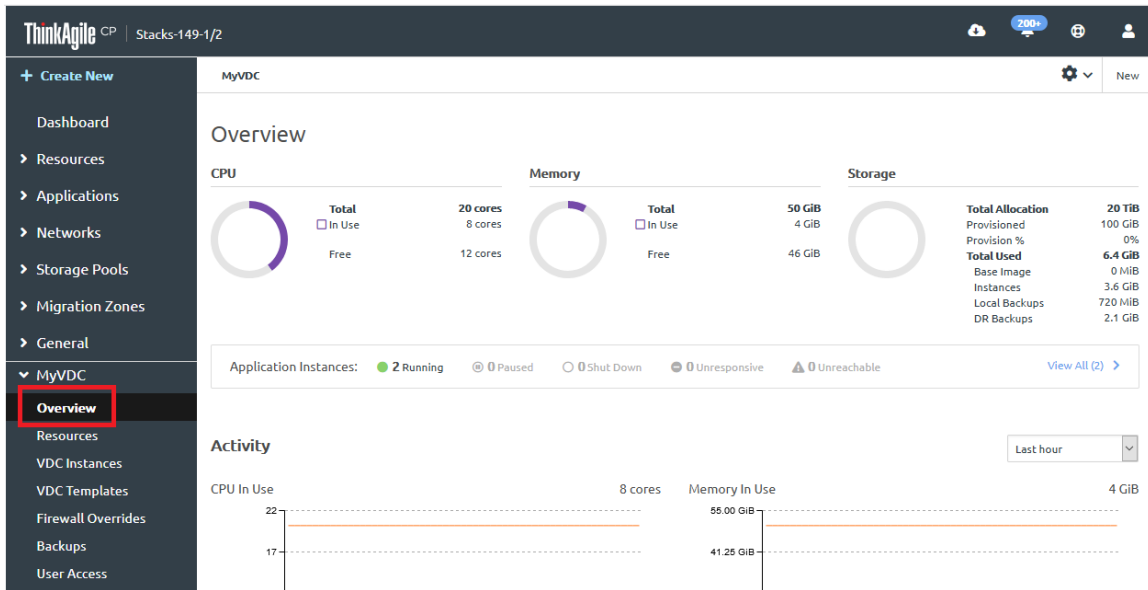 ThinkAgile CP | Stacks-149-1/2
200+
+ Create New
MyVDC
New
Dashboard
Resources
Applications
Networks
Storage Pools
Migration Zones
General
MyVDC
Overview
Resources
VDC Instances
VDC Templates
Firewall Overrides
Backups
User Access
Overview
CPU
Total 20 cores
In Use 8 cores
Free 12 cores
Memory
Total 50 GiB
In Use 4 GiB
Free 46 GiB
Storage
Total Allocation 20 TiB
Provisioned 100 GiB
Provision % 0%
Total Used 6.4 GiB
Base Image 0 MiB
Instances 3.6 GiB
Local Backups 720 MiB
DR Backups 2.1 GiB
Application Instances: 2 Running 0 Paused 0 Shut Down 0 Unresponsive 0 Unreachable View All (2)
Activity
Last hour
CPU In Use 8 cores
22
17
Memory In Use 4 GiB
55.00 GiB
41.25 GiB